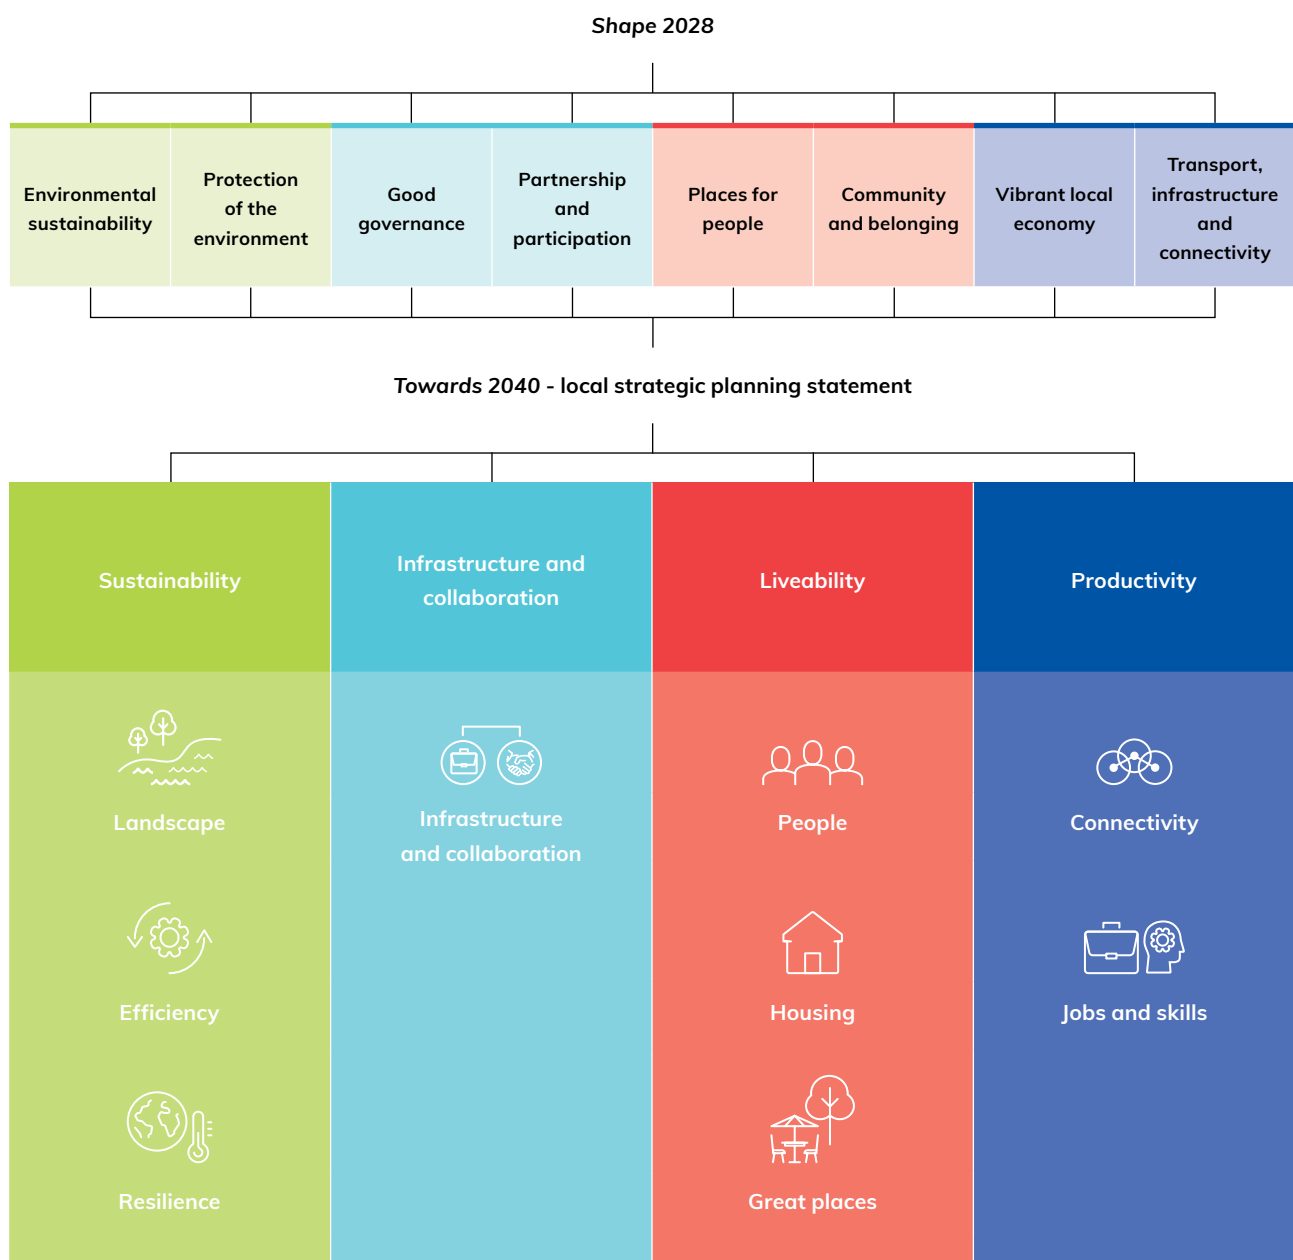 Shape 2028
Environmental
sustainability
Protection
of the
environment
Good
governance
Partnership
and
participation
Places for
people
Community
and belonging
Vibrant local
economy
Transport,
infrastructure
and
connectivity
Towards 2040 - local strategic planning statement
Sustainability
Infrastructure and
collaboration
Liveability
Productivity
Landscape
Efficiency
Resilience
Infrastructure
and collaboration
People
Housing
Great places
Connectivity
Jobs and skills